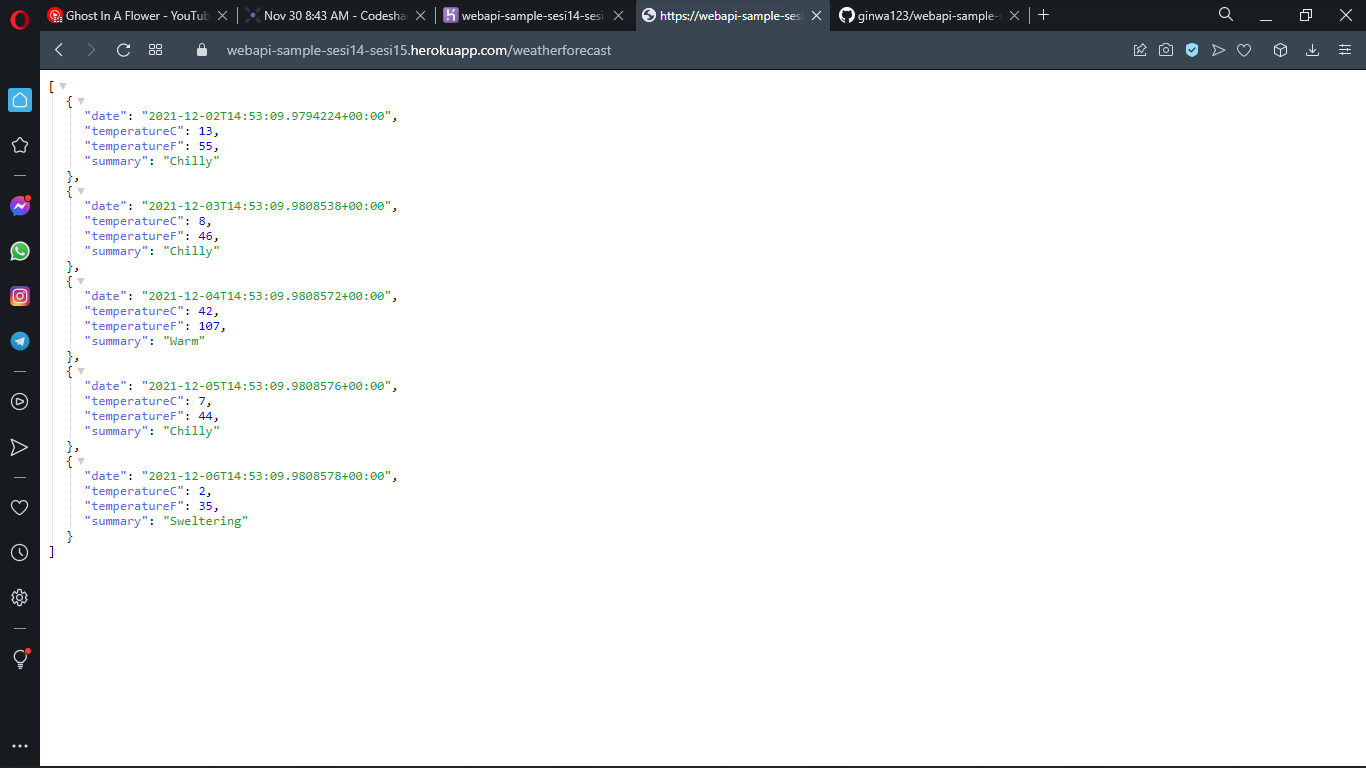 Ghost In A Flower - YouTub
Nov 30 8:43 AM - Codesha
webapi-sample-sesi14-sesi
https://webapi-sample-sesi
ginwa123/webapi-sample-s
webapi-sample-sesi14-sesi15.herokuapp.com/weatherforecast
[
{
"date": "2021-12-02T14:53:09.9794224+00:00",
"temperatureC": 13,
"temperatureF": 55,
"summary": "Chilly"
},
{
"date": "2021-12-03T14:53:09.9808538+00:00",
"temperatureC": 8,
"temperatureF": 46,
"summary": "Chilly"
},
{
"date": "2021-12-04T14:53:09.9808572+00:00",
"temperatureC": 42,
"temperatureF": 107,
"summary": "Warm"
},
{
"date": "2021-12-05T14:53:09.9808576+00:00",
"temperatureC": 7,
"temperatureF": 44,
"summary": "Chilly"
},
{
"date": "2021-12-06T14:53:09.9808578+00:00",
"temperatureC": 2,
"temperatureF": 35,
"summary": "Sweltering"
}
]